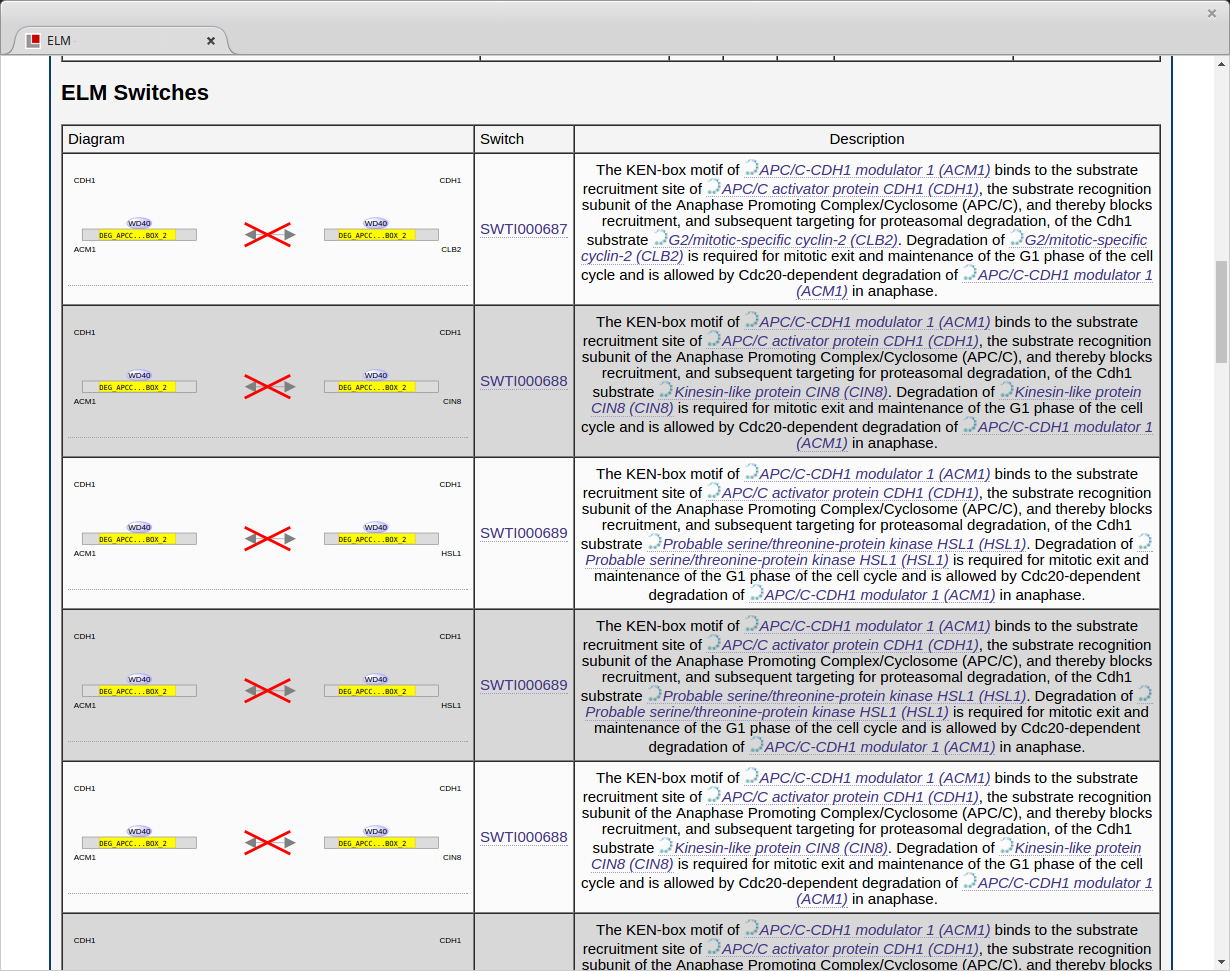 ELM
ELM Switches
Diagram Switch Description
CDH1 CDH1
WD40 WD40
DEG_APCC...BOX_2 DEG_APCC...BOX_2
ACM1 CLB2
SWTI000687
The KEN-box motif of APC/C-CDH1 modulator 1 (ACM1) binds to the substrate
recruitment site of APC/C activator protein CDH1 (CDH1), the substrate recognition
subunit of the Anaphase Promoting Complex/Cyclosome (APC/C), and thereby blocks
recruitment, and subsequent targeting for proteasomal degradation, of the Cdh1
substrate G2/mitotic-specific cyclin-2 (CLB2). Degradation of G2/mitotic-specific
cyclin-2 (CLB2) is required for mitotic exit and maintenance of the G1 phase of the cell
cycle and is allowed by Cdc20-dependent degradation of APC/C-CDH1 modulator 1
(ACM1) in anaphase.
CDH1 CDH1
WD40 WD40
DEG_APCC...BOX_2 DEG_APCC...BOX_2
ACM1 CIN8
SWTI000688
The KEN-box motif of APC/C-CDH1 modulator 1 (ACM1) binds to the substrate
recruitment site of APC/C activator protein CDH1 (CDH1), the substrate recognition
subunit of the Anaphase Promoting Complex/Cyclosome (APC/C), and thereby blocks
recruitment, and subsequent targeting for proteasomal degradation, of the Cdh1
substrate Kinesin-like protein CIN8 (CIN8). Degradation of Kinesin-like protein
CIN8 (CIN8) is required for mitotic exit and maintenance of the G1 phase of the cell
cycle and is allowed by Cdc20-dependent degradation of APC/C-CDH1 modulator 1
(ACM1) in anaphase.
CDH1 CDH1
WD40 WD40
DEG_APCC...BOX_2 DEG_APCC...BOX_2
ACM1 HSL1
SWTI000689
The KEN-box motif of APC/C-CDH1 modulator 1 (ACM1) binds to the substrate
recruitment site of APC/C activator protein CDH1 (CDH1), the substrate recognition
subunit of the Anaphase Promoting Complex/Cyclosome (APC/C), and thereby blocks
recruitment, and subsequent targeting for proteasomal degradation, of the Cdh1
substrate Probable serine/threonine-protein kinase HSL1 (HSL1). Degradation of
Probable serine/threonine-protein kinase HSL1 (HSL1) is required for mitotic exit and
maintenance of the G1 phase of the cell cycle and is allowed by Cdc20-dependent
degradation of APC/C-CDH1 modulator 1 (ACM1) in anaphase.
CDH1 CDH1
WD40 WD40
DEG_APCC...BOX_2 DEG_APCC...BOX_2
ACM1 HSL1
SWTI000689
The KEN-box motif of APC/C-CDH1 modulator 1 (ACM1) binds to the substrate
recruitment site of APC/C activator protein CDH1 (CDH1), the substrate recognition
subunit of the Anaphase Promoting Complex/Cyclosome (APC/C), and thereby blocks
recruitment, and subsequent targeting for proteasomal degradation, of the Cdh1
substrate Probable serine/threonine-protein kinase HSL1 (HSL1). Degradation of
Probable serine/threonine-protein kinase HSL1 (HSL1) is required for mitotic exit and
maintenance of the G1 phase of the cell cycle and is allowed by Cdc20-dependent
degradation of APC/C-CDH1 modulator 1 (ACM1) in anaphase.
CDH1 CDH1
WD40 WD40
DEG_APCC...BOX_2 DEG_APCC...BOX_2
ACM1 CIN8
SWTI000688
The KEN-box motif of APC/C-CDH1 modulator 1 (ACM1) binds to the substrate
recruitment site of APC/C activator protein CDH1 (CDH1), the substrate recognition
subunit of the Anaphase Promoting Complex/Cyclosome (APC/C), and thereby blocks
recruitment, and subsequent targeting for proteasomal degradation, of the Cdh1
substrate Kinesin-like protein CIN8 (CIN8). Degradation of Kinesin-like protein
CIN8 (CIN8) is required for mitotic exit and maintenance of the G1 phase of the cell
cycle and is allowed by Cdc20-dependent degradation of APC/C-CDH1 modulator 1
(ACM1) in anaphase.
CDH1 CDH1
The KEN-box motif of APC/C-CDH1 modulator 1 (ACM1) binds to the substrate
recruitment site of APC/C activator protein CDH1 (CDH1), the substrate recognition
subunit of the Anaphase Promoting Complex/Cyclosome (APC/C), and thereby blocks